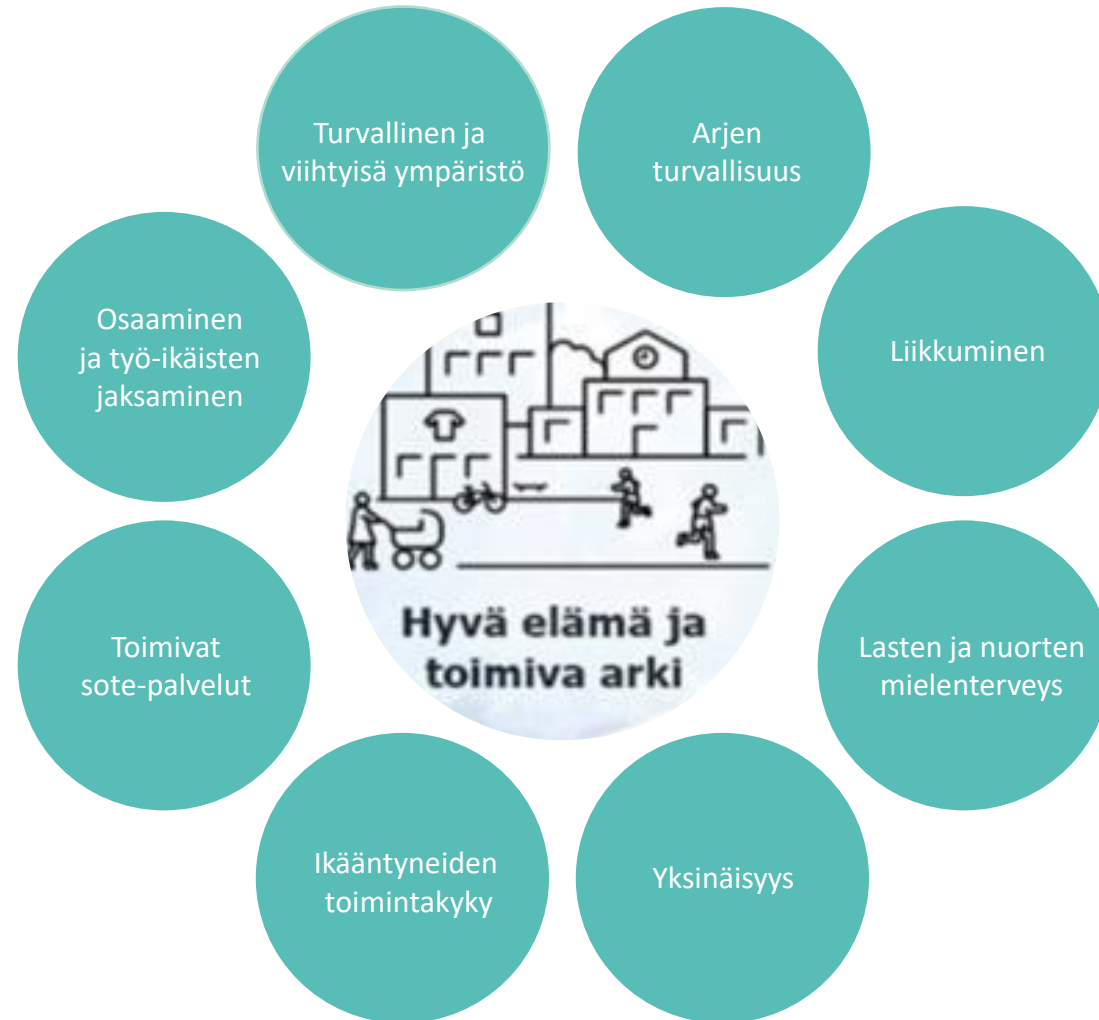 Turvallinen ja
viihtyisä ympäristö
Arjen
turvallisuus
Osaaminen
ja työ-ikäisten
jaksaminen
Liikkuminen
Hyvä elämä ja
toimiva arki
Toimivat
sote-palvelut
Lasten ja nuorten
mielenterveys
Ikääntyneiden
toimintakyky
Yksinäisyys